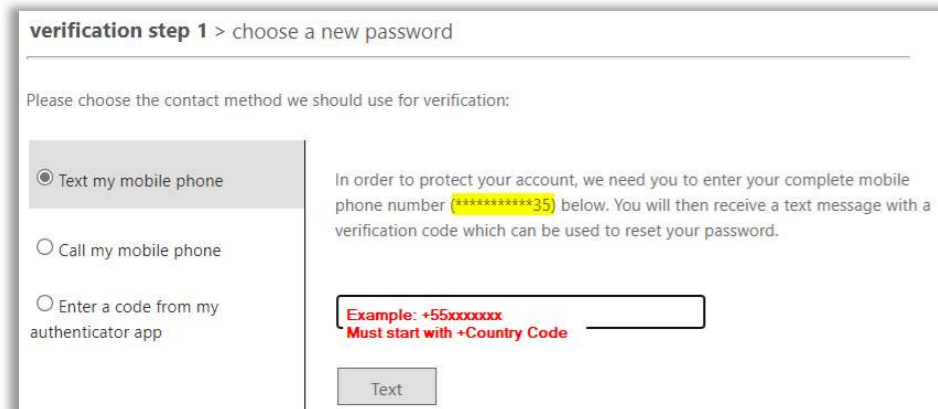 verification step 1 > choose a new password
Please choose the contact method we should use for verification:
Text my mobile phone
Call my mobile phone
Enter a code from my
authenticator app
In order to protect your account, we need you to enter your complete mobile
phone number (***********35) below. You will then receive a text message with a
verification code which can be used to reset your password.
Example: +55xxxxxxx
Must start with +Country Code
Text